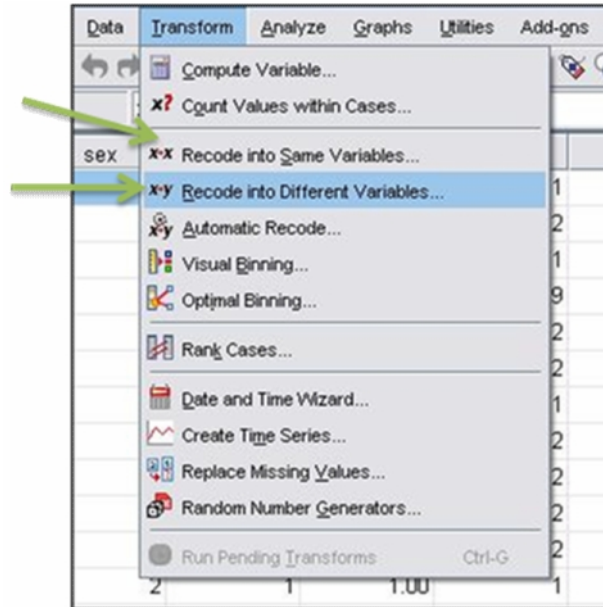 Data Transform Analyze Graphs Utilities Add-ons
Compute Variable...
x? Count Values within Cases...
sex x•x Recode into Same Variables...
x•y Recode into Different Variables... 1
x•y Automatic Recode... 2
Visual Binning... 1
Optimal Binning... 9
2
Rank Cases... 2
Date and Time Wizard... 1
Create Time Series... 2
Replace Missing Values... 2
Random Number Generators... 2
Run Pending Transforms Ctrl-G 2
2 1 1.00 1